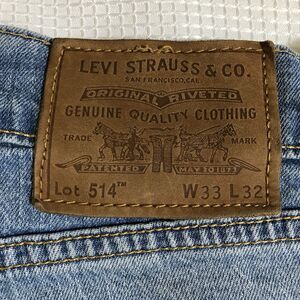 LEVI STRAUSS & CO.
SAN FRANCISCO, CAL.
ORIGINAL RIVETED
GENUINE QUALITY CLOTHING
TRADE MARK
PATENTED MAY 20 1873
Lot 514™ W33 L32